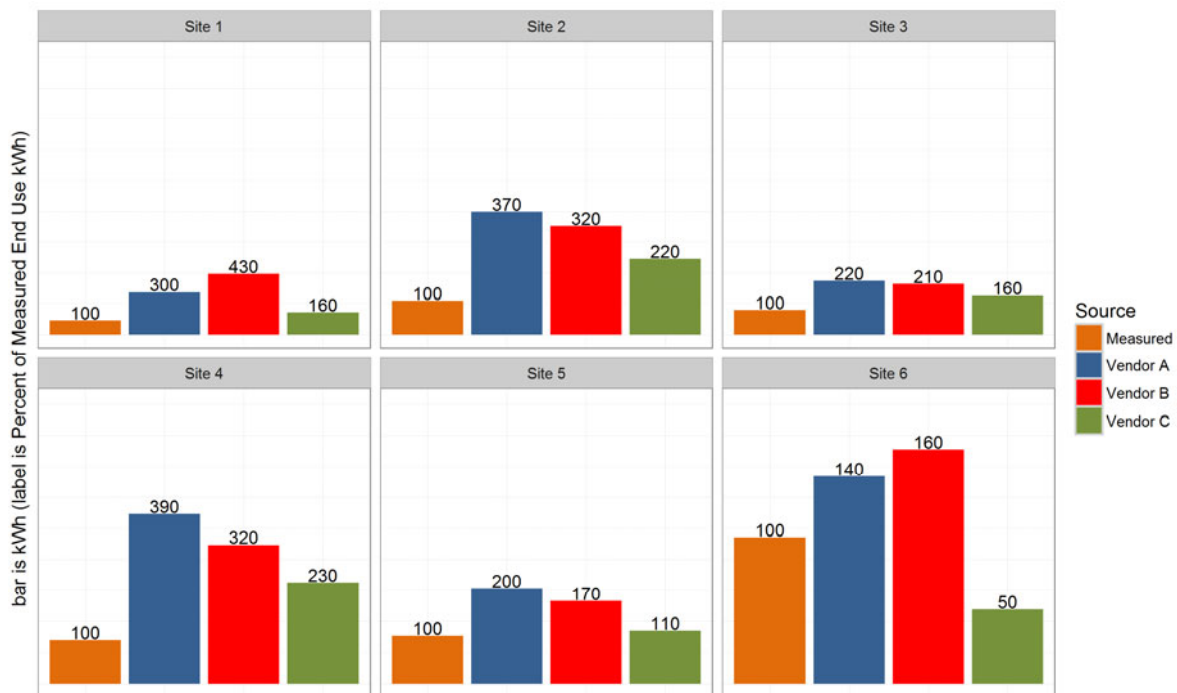 Site 1
Site 2
Site 3
100
300
430
160
100
370
320
220
100
220
210
160
Site 4
Site 5
Site 6
100
390
320
230
100
200
170
110
100
140
160
50
bar is kWh (label is Percent of Measured End Use kWh)
Source
Measured
Vendor A
Vendor B
Vendor C